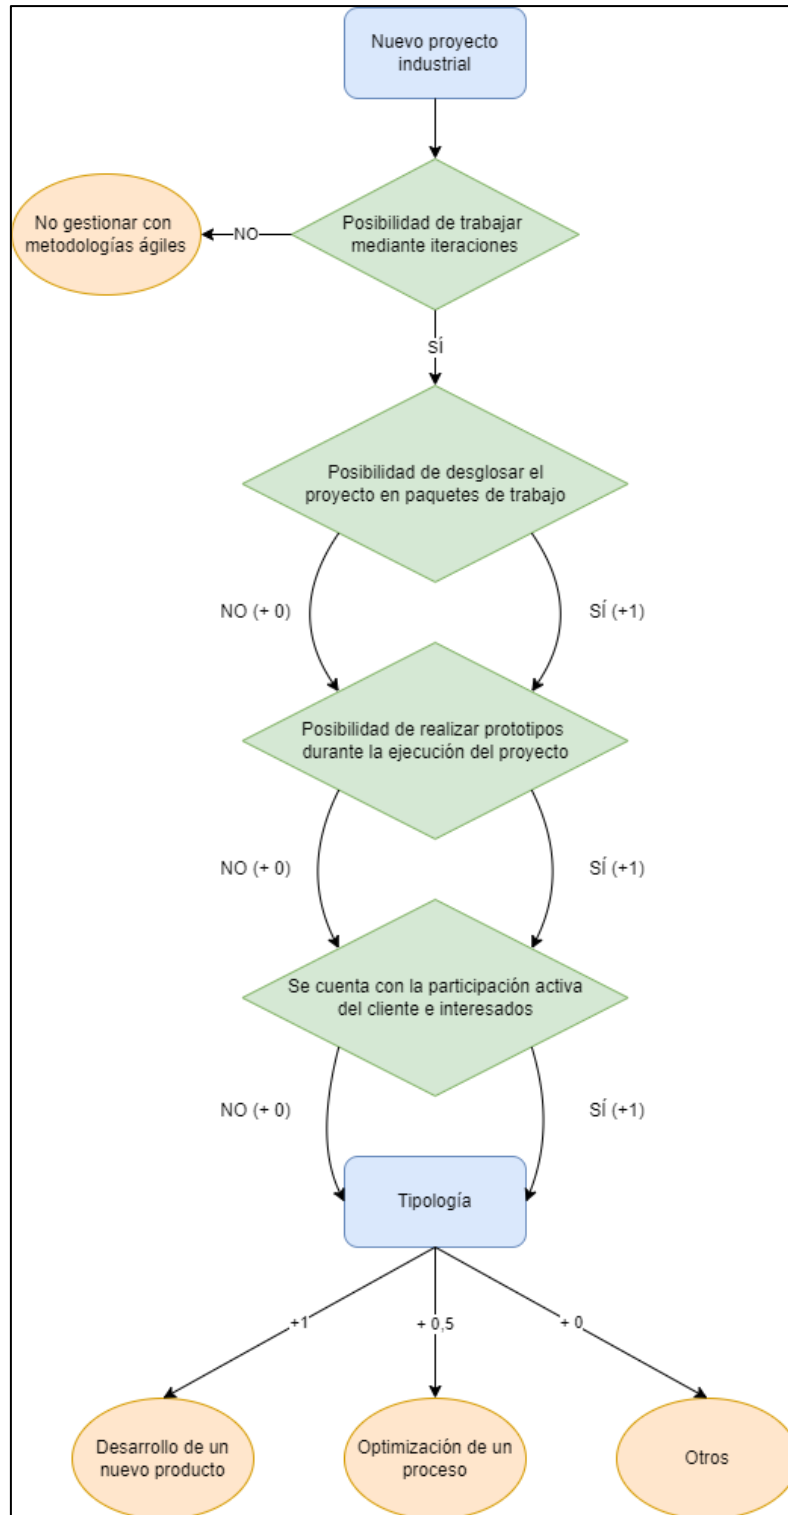 Nuevo proyecto
industrial
Posibilidad de trabajar
mediante iteraciones
NO
No gestionar con
metodologías ágiles
SÍ
Posibilidad de desglosar el
proyecto en paquetes de trabajo
NO (+ 0)
SÍ (+1)
Posibilidad de realizar prototipos
durante la ejecución del proyecto
NO (+ 0)
SÍ (+1)
Se cuenta con la participación activa
del cliente e interesados
NO (+ 0)
SÍ (+1)
Tipología
+1
+ 0,5
+ 0
Desarrollo de un
nuevo producto
Optimización de un
proceso
Otros